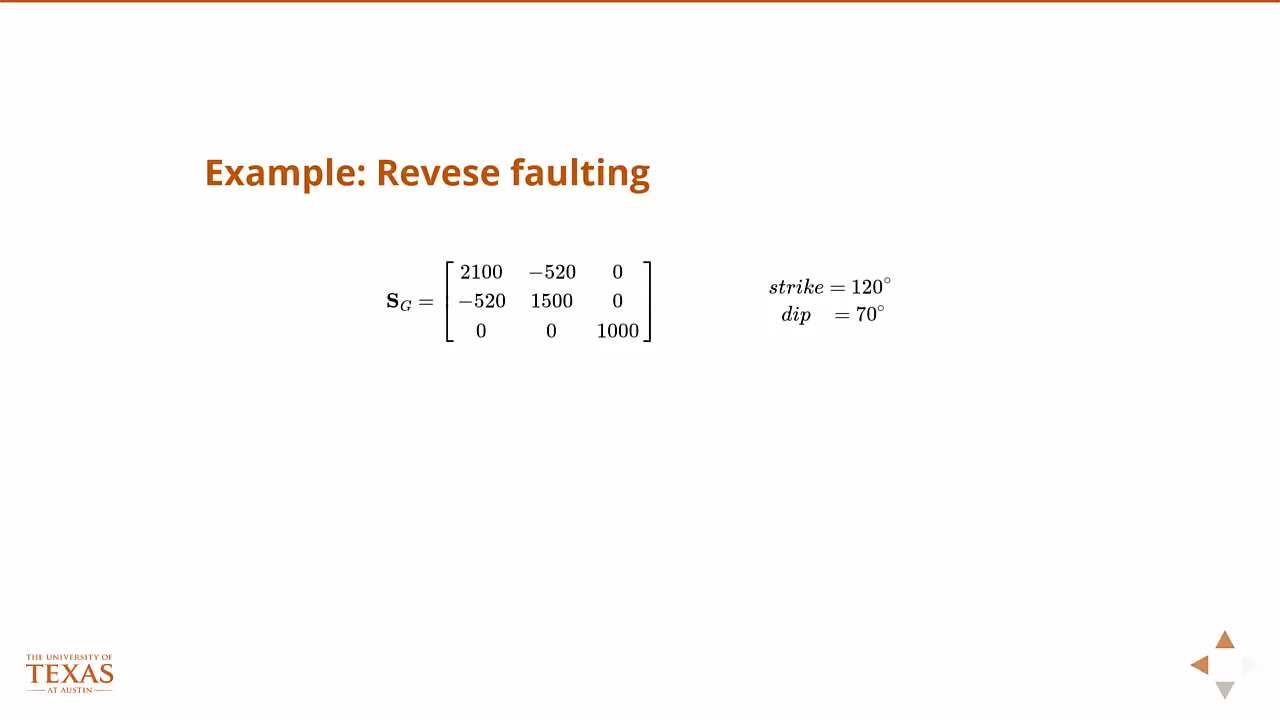 Example: Revese faulting
S_G = [ 2100 −520 0
−520 1500 0
0 0 1000 ]
strike = 120°
dip = 70°
THE UNIVERSITY OF
TEXAS
AT AUSTIN